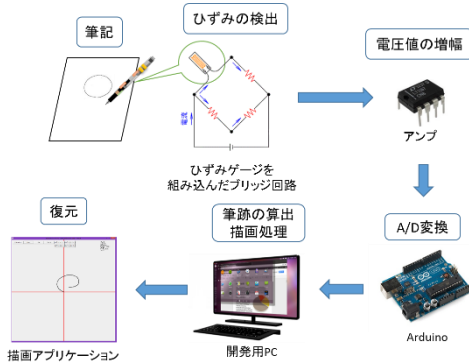 筆記
ひずみの検出
電圧値の増幅
電流
アンプ
ひずみゲージを
組み込んだブリッジ回路
復元
筆跡の算出
描画処理
A/D変換
描画アプリケーション
開発用PC
Arduino